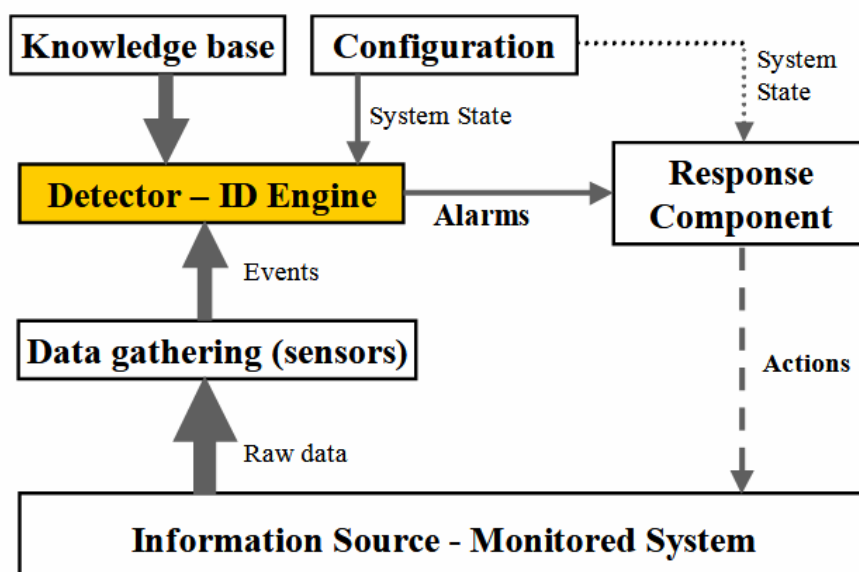 Knowledge base
Configuration
System State
System
State
Detector – ID Engine
Alarms
Response
Component
Events
Data gathering (sensors)
Actions
Raw data
Information Source - Monitored System